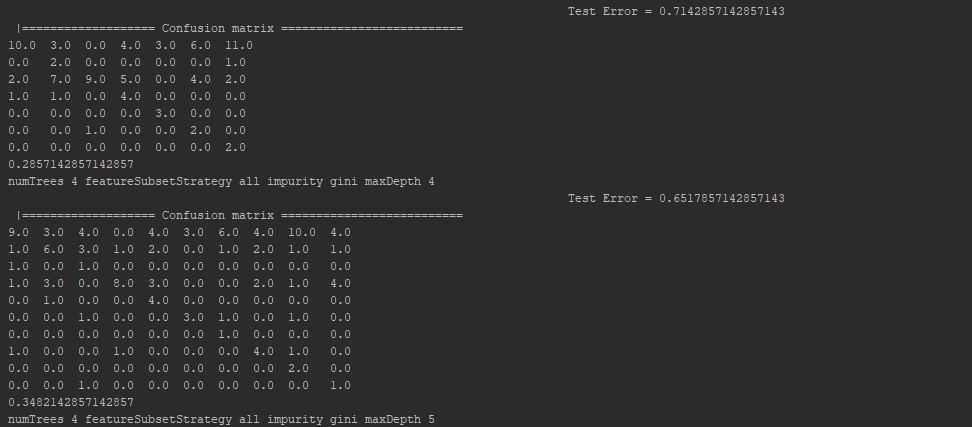 Test Error = 0.7142857142857143
|=================== Confusion matrix ==========================
10.0 3.0 0.0 4.0 3.0 6.0 11.0
0.0 2.0 0.0 0.0 0.0 0.0 1.0
2.0 7.0 9.0 5.0 0.0 4.0 2.0
1.0 1.0 0.0 4.0 0.0 0.0 0.0
0.0 0.0 0.0 0.0 3.0 0.0 0.0
0.0 0.0 1.0 0.0 0.0 2.0 0.0
0.0 0.0 0.0 0.0 0.0 0.0 2.0
0.2857142857142857
numTrees 4 featureSubsetStrategy all impurity gini maxDepth 4
Test Error = 0.6517857142857143
|=================== Confusion matrix ==========================
9.0 3.0 4.0 0.0 4.0 3.0 6.0 4.0 10.0 4.0
1.0 6.0 3.0 1.0 2.0 0.0 1.0 2.0 1.0 1.0
1.0 0.0 1.0 0.0 0.0 0.0 0.0 0.0 0.0 0.0
1.0 3.0 0.0 8.0 3.0 0.0 0.0 2.0 1.0 4.0
0.0 1.0 0.0 0.0 4.0 0.0 0.0 0.0 0.0 0.0
0.0 0.0 1.0 0.0 0.0 3.0 1.0 0.0 1.0 0.0
0.0 0.0 0.0 0.0 0.0 0.0 1.0 0.0 0.0 0.0
1.0 0.0 0.0 1.0 0.0 0.0 0.0 4.0 1.0 0.0
0.0 0.0 0.0 0.0 0.0 0.0 0.0 0.0 2.0 0.0
0.0 0.0 1.0 0.0 0.0 0.0 0.0 0.0 0.0 1.0
0.3482142857142857
numTrees 4 featureSubsetStrategy all impurity gini maxDepth 5